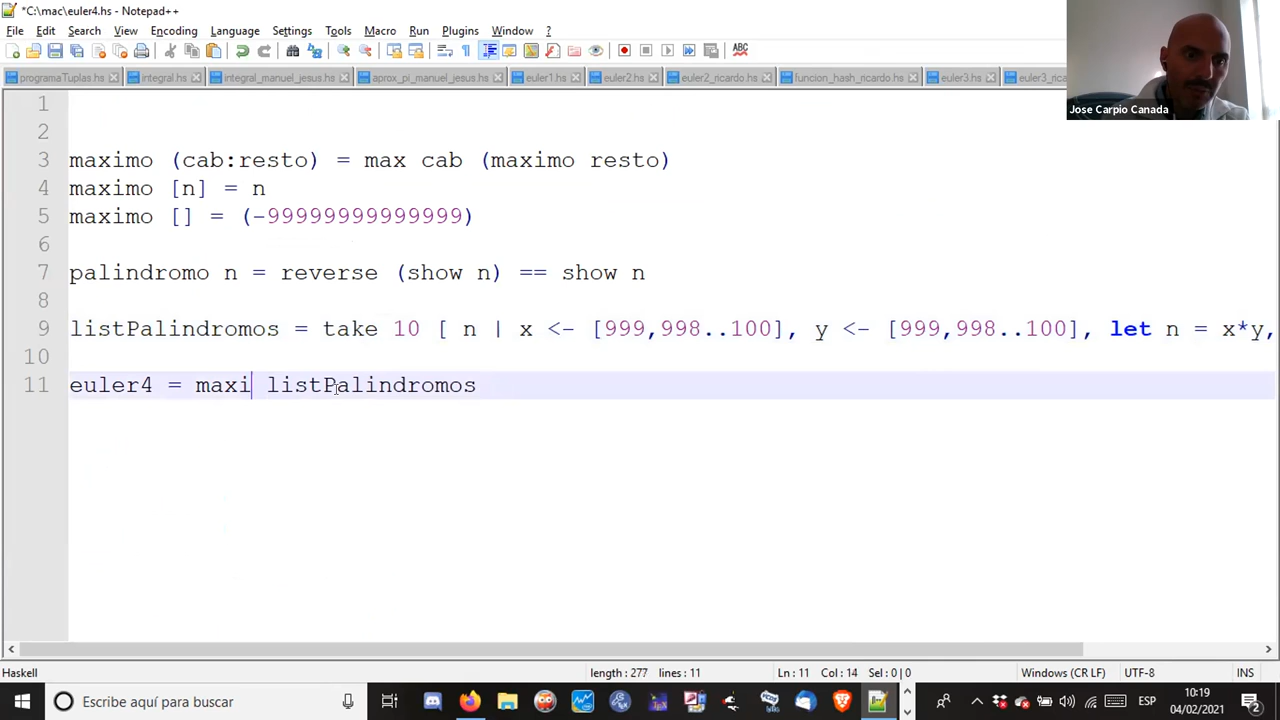 *C:\mac\euler4.hs - Notepad++
File Edit Search View Encoding Language Settings Tools Macro Run Plugins Window ?
ABC
programaTuplas.hs integral.hs integral_manuel_jesus.hs aprox_pi_manuel_jesus.hs euler1.hs euler2.hs euler2_ricardo.hs funcion_hash_ricardo.hs euler3.hs euler3_rica
Jose Carpio Canada
1
2
3 maximo (cab:resto) = max cab (maximo resto)
4 maximo [n] = n
5 maximo [] = (-99999999999999)
6
7 palindromo n = reverse (show n) == show n
8
9 listPalindromos = take 10 [ n | x <- [999,998..100], y <- [999,998..100], let n = x*y,
10
11 euler4 = maxi listPalindromos
Haskell length : 277 lines : 11 Ln : 11 Col : 14 Sel : 0 | 0 Windows (CR LF) UTF-8 INS
Escribe aquí para buscar ESP 10:19
04/02/2021 2